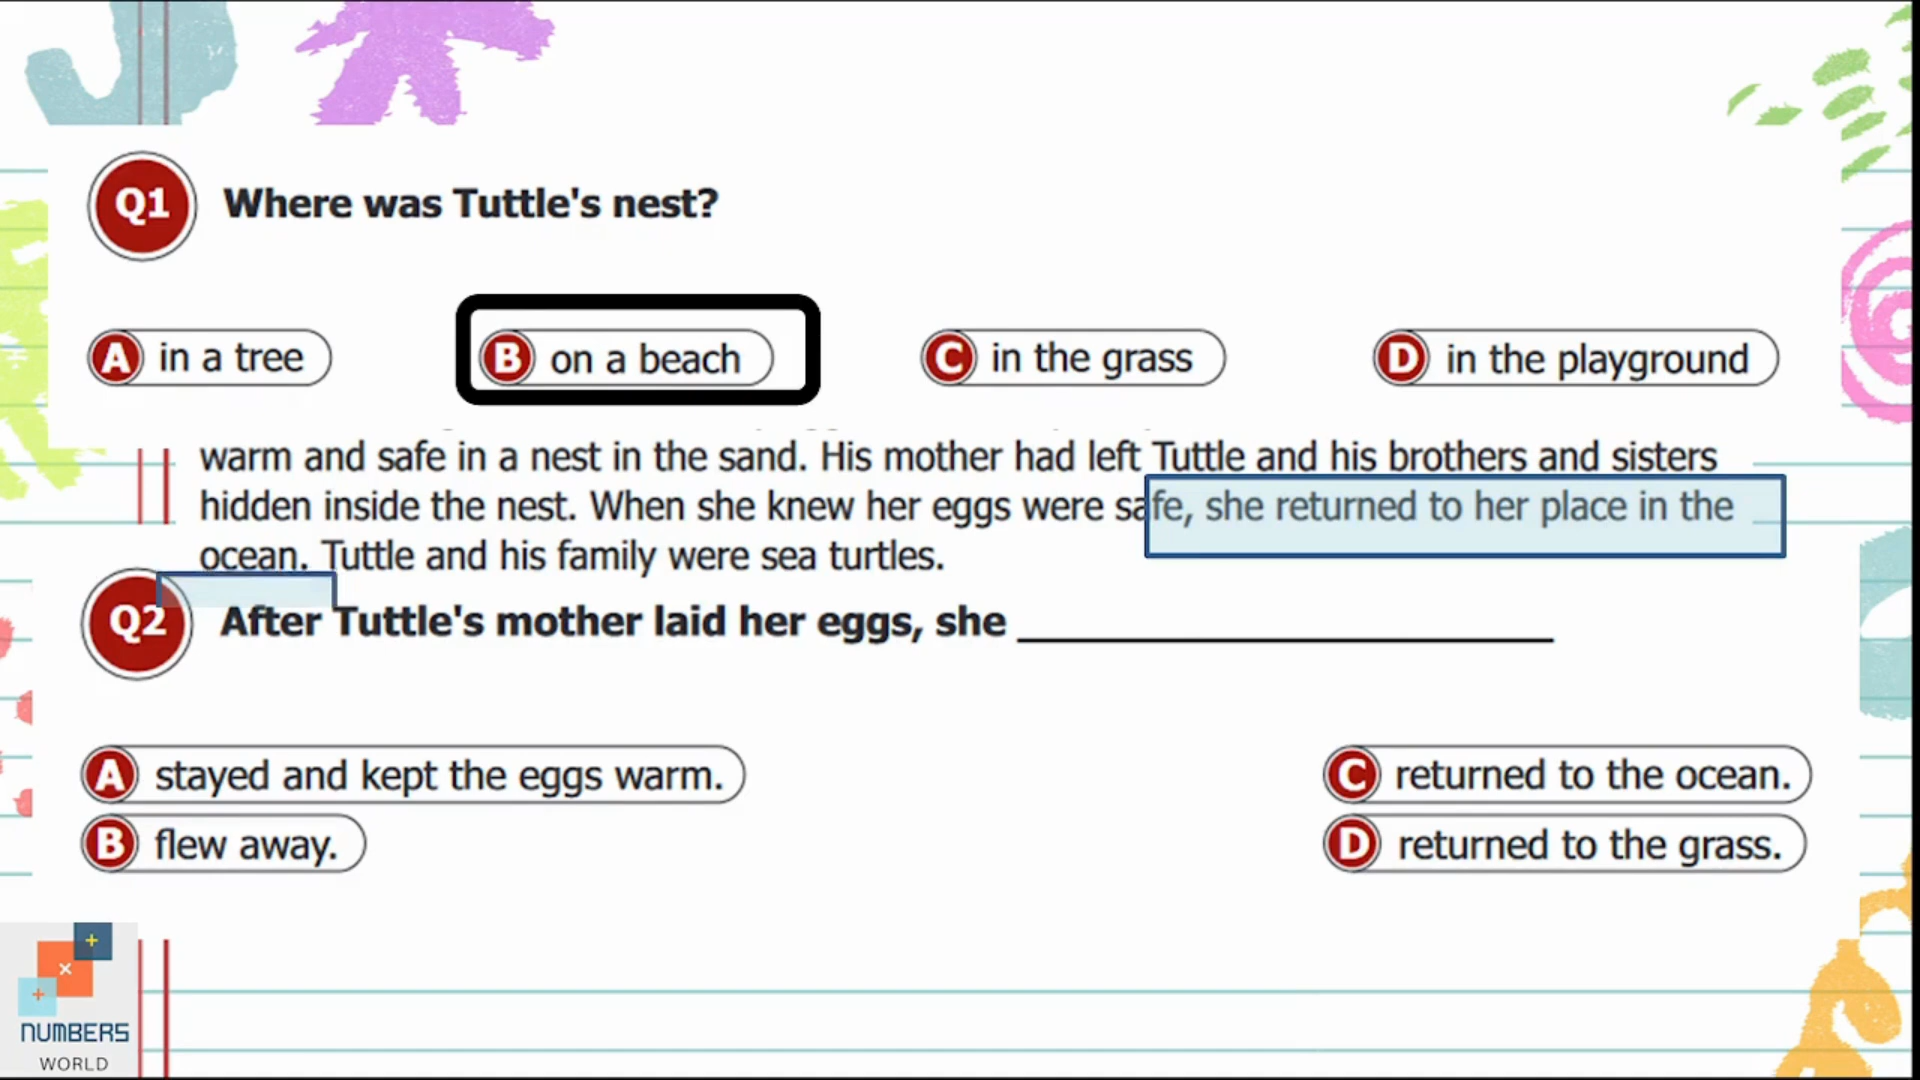 Q1 Where was Tuttle's nest?
A in a tree B on a beach C in the grass D in the playground
warm and safe in a nest in the sand. His mother had left Tuttle and his brothers and sisters
hidden inside the nest. When she knew her eggs were safe, she returned to her place in the
ocean. Tuttle and his family were sea turtles.
Q2 After Tuttle's mother laid her eggs, she ____________________
A stayed and kept the eggs warm. C returned to the ocean.
B flew away. D returned to the grass.
NUMBERS
WORLD